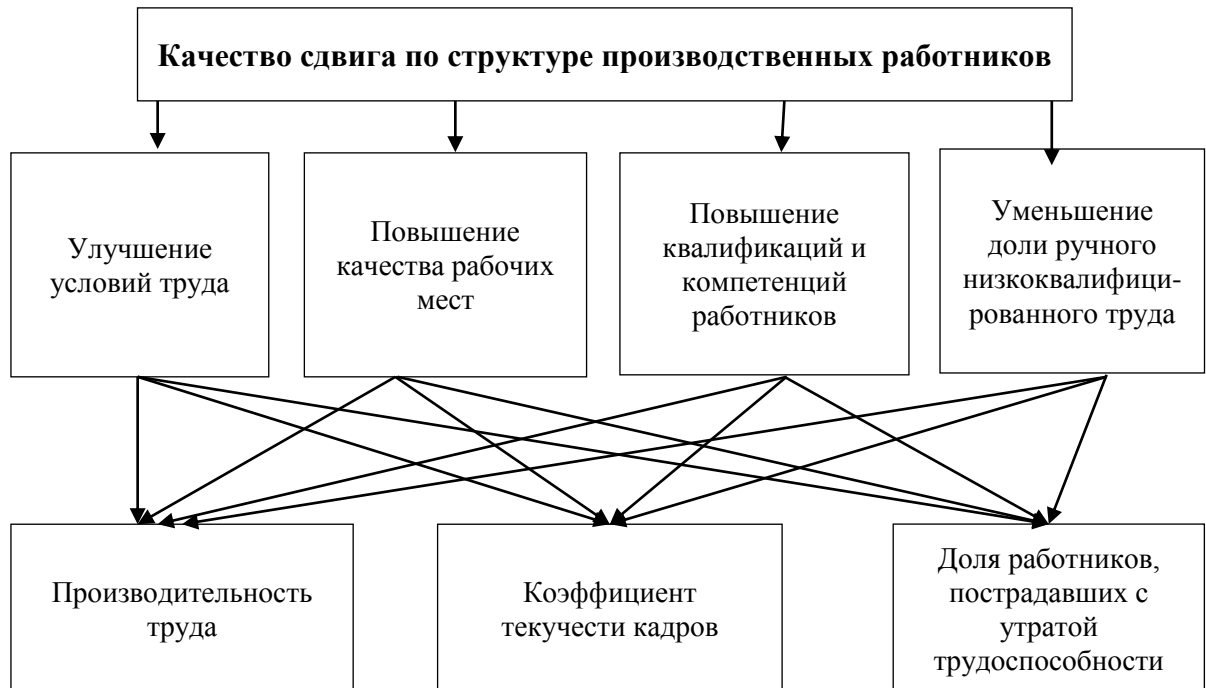 Качество сдвига по структуре производственных работников
Улучшение
условий труда
Повышение
качества рабочих
мест
Повышение
квалификаций и
компетенций
работников
Уменьшение
доли ручного
низкоквалифици-
рованного труда
Производительность
труда
Коэффициент
текучести кадров
Доля работников,
пострадавших с
утратой
трудоспособности